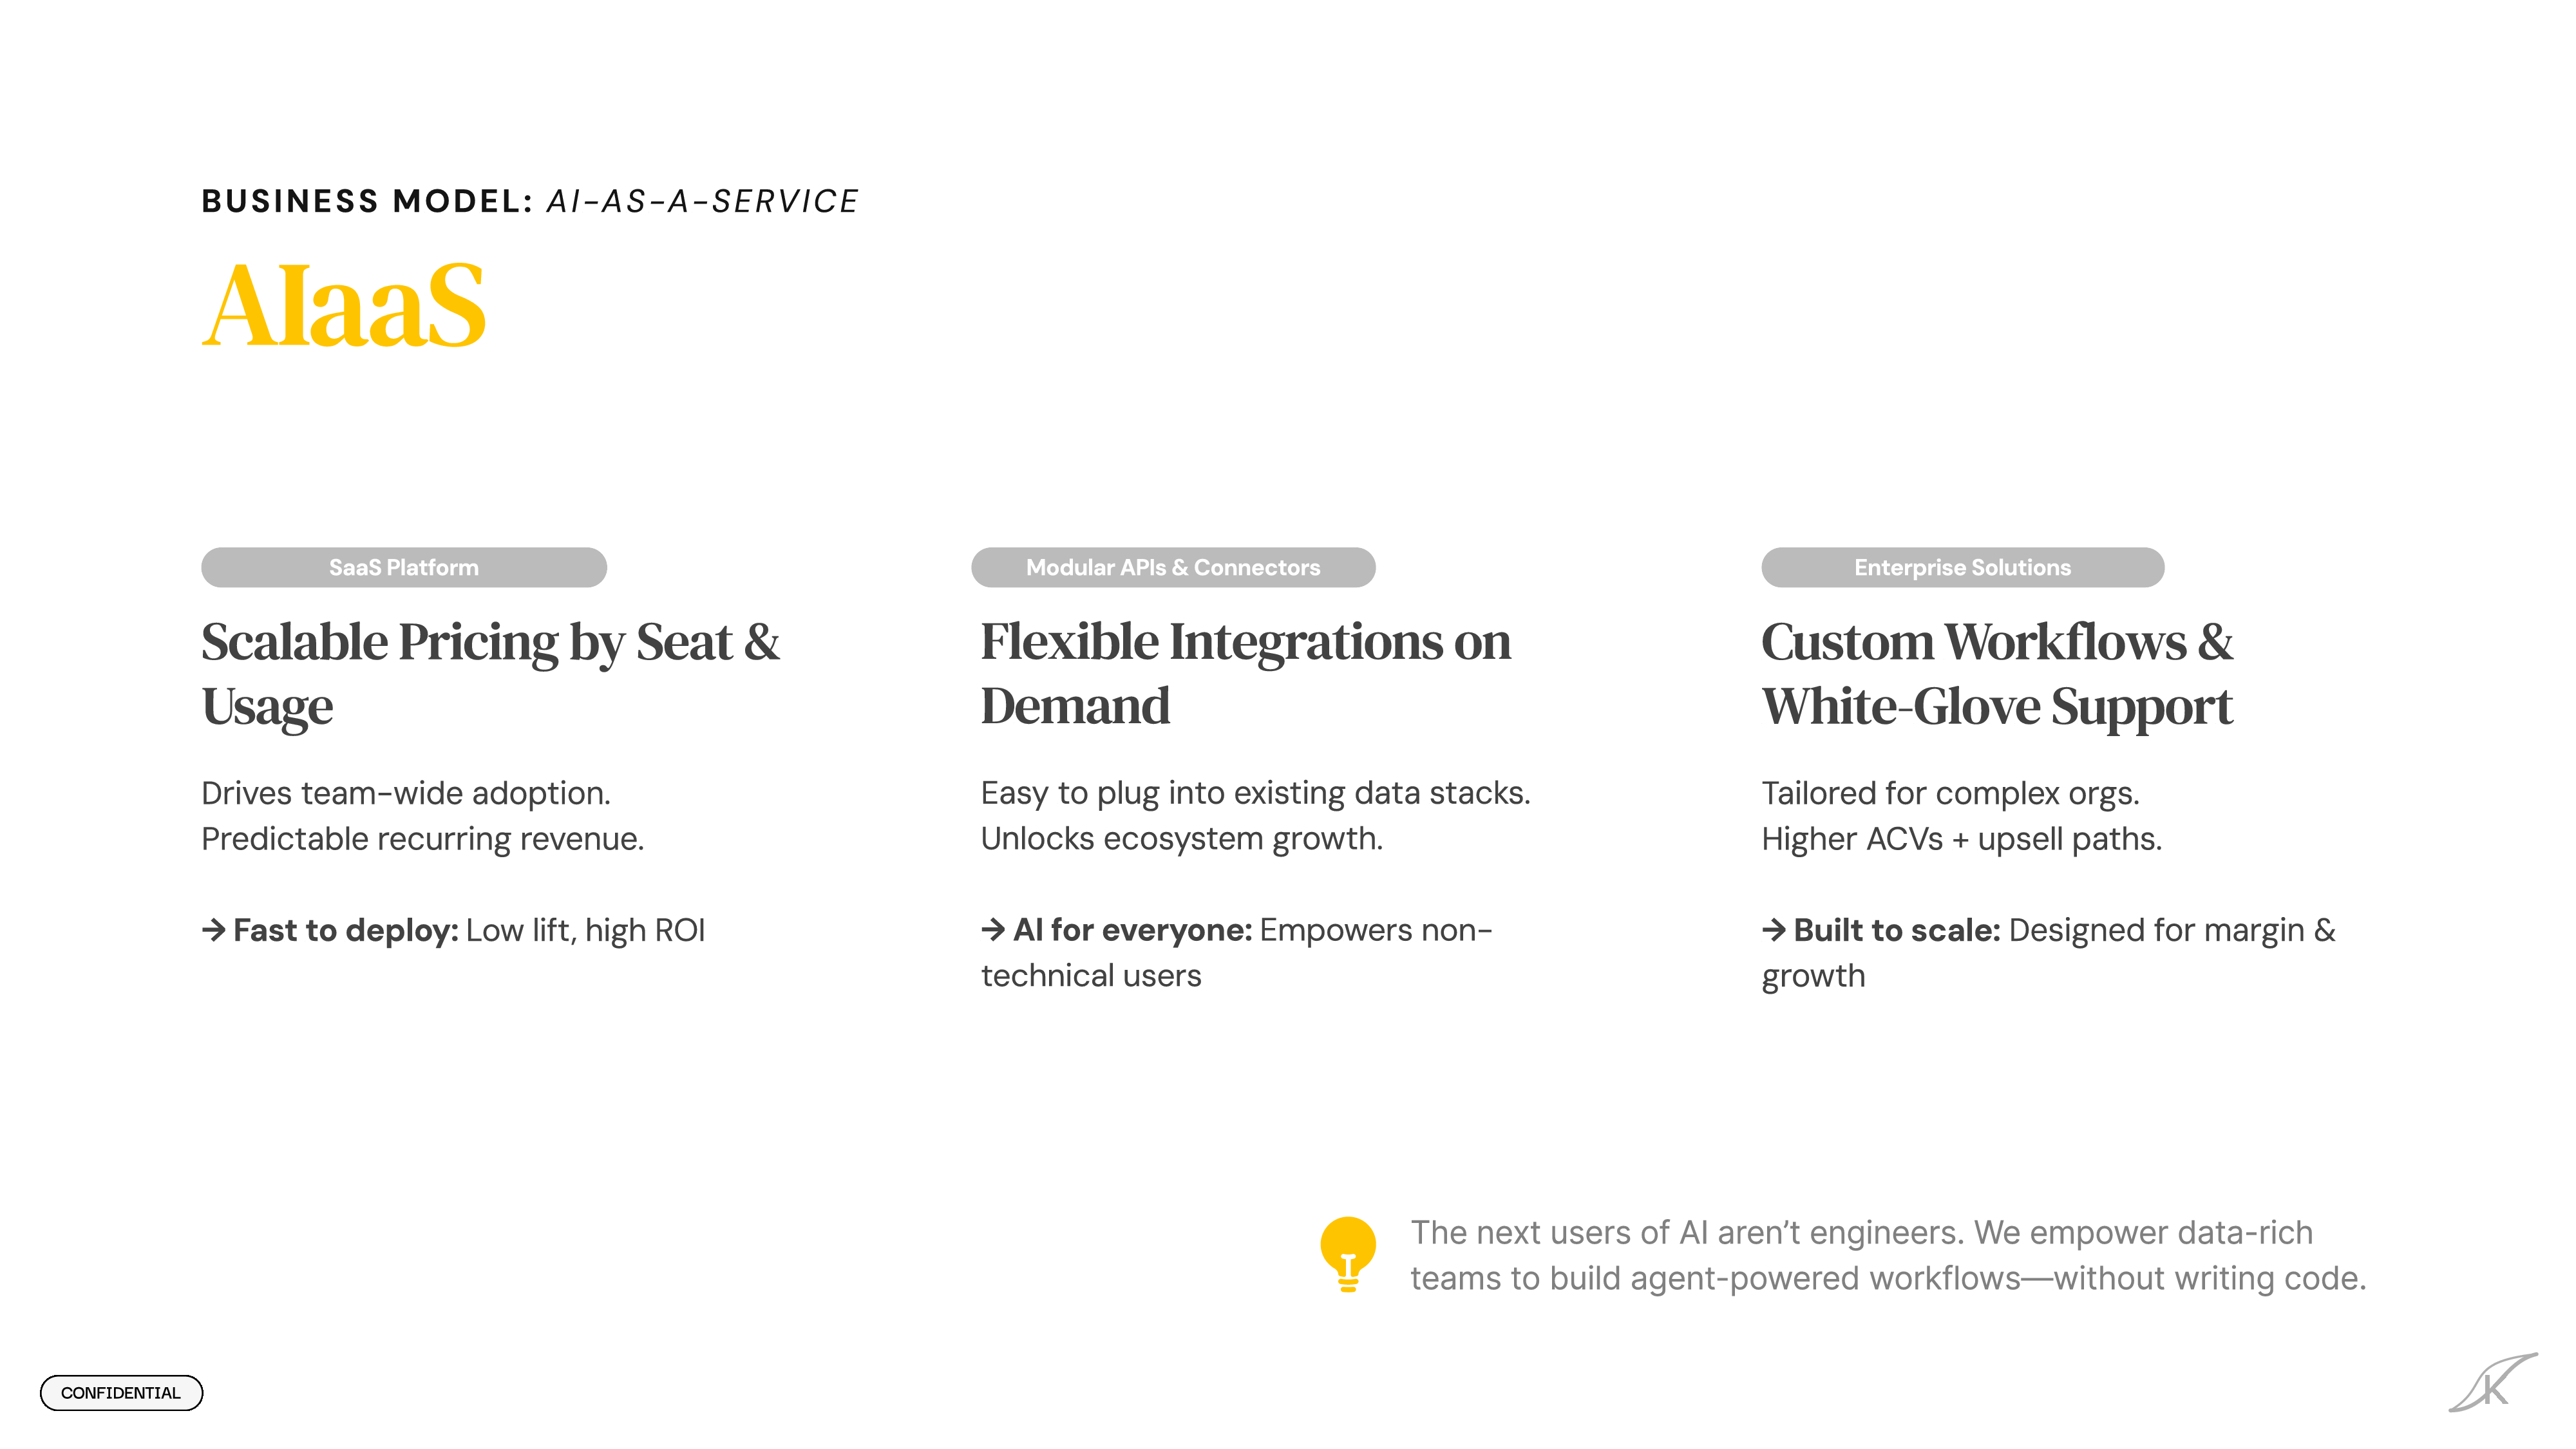 BUSINESS MODEL: AI-AS-A-SERVICE
AIaaS
SaaS Platform
Scalable Pricing by Seat &
Usage
Drives team-wide adoption.
Predictable recurring revenue.
→ Fast to deploy: Low lift, high ROI
Modular APIs & Connectors
Flexible Integrations on
Demand
Easy to plug into existing data stacks.
Unlocks ecosystem growth.
→ AI for everyone: Empowers non-
technical users
Enterprise Solutions
Custom Workflows &
White-Glove Support
Tailored for complex orgs.
Higher ACVs + upsell paths.
→ Built to scale: Designed for margin &
growth
The next users of AI aren’t engineers. We empower data-rich
teams to build agent-powered workflows—without writing code.
CONFIDENTIAL
K